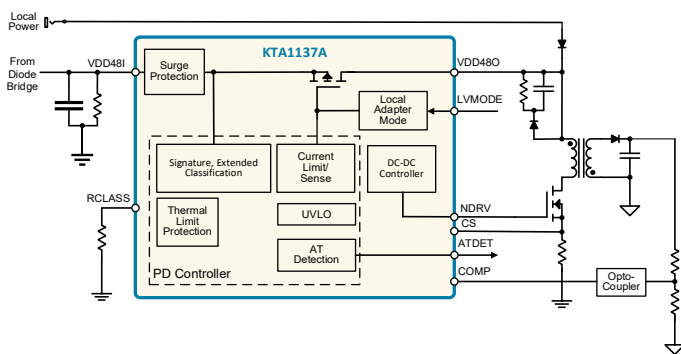 Local
Power
KTA1137A
From
Diode
Bridge
VDD48I
Surge
Protection
VDD48O
Local
Adapter
Mode
LVMODE
Signature, Extended
Classification
Current
Limit/
Sense
DC-DC
Controller
RCLASS
Thermal
Limit
Protection
UVLO
NDRV
CS
AT
Detection
ATDET
PD Controller
COMP
Opto-
Coupler